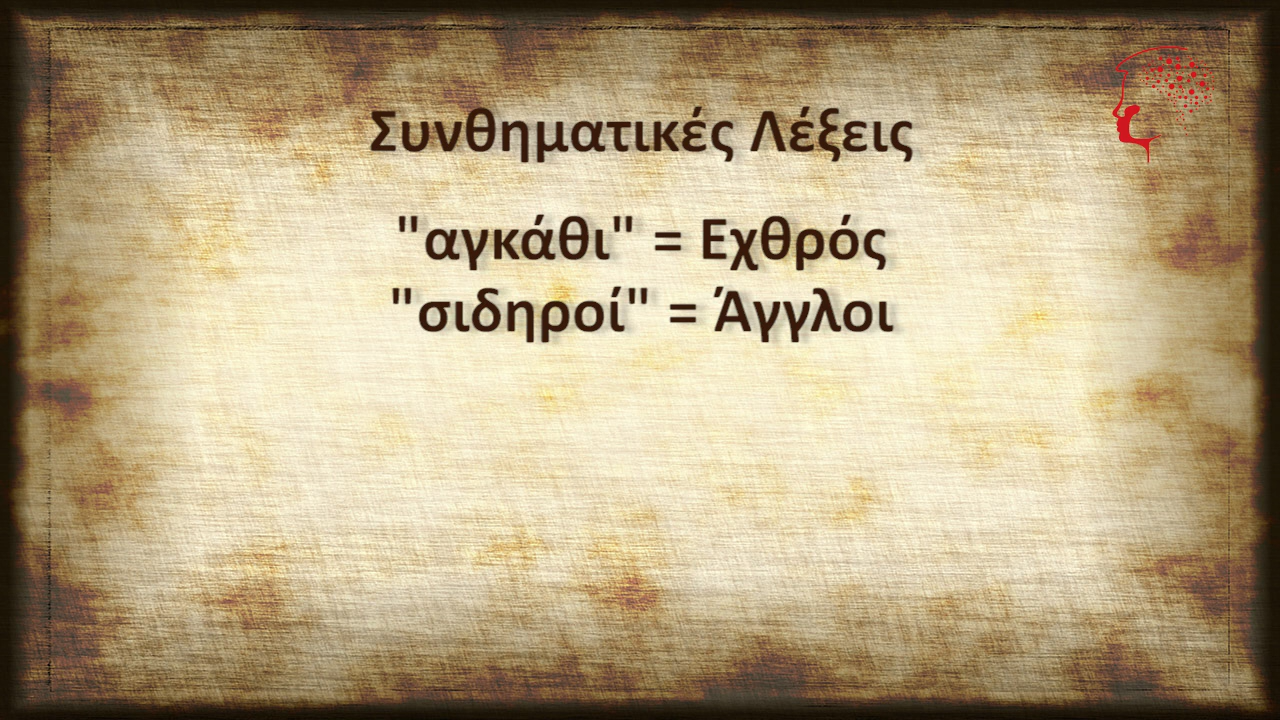 Συνθηματικές Λέξεις
"αγκάθι" = Εχθρός
"σιδηροί" = Άγγλοι